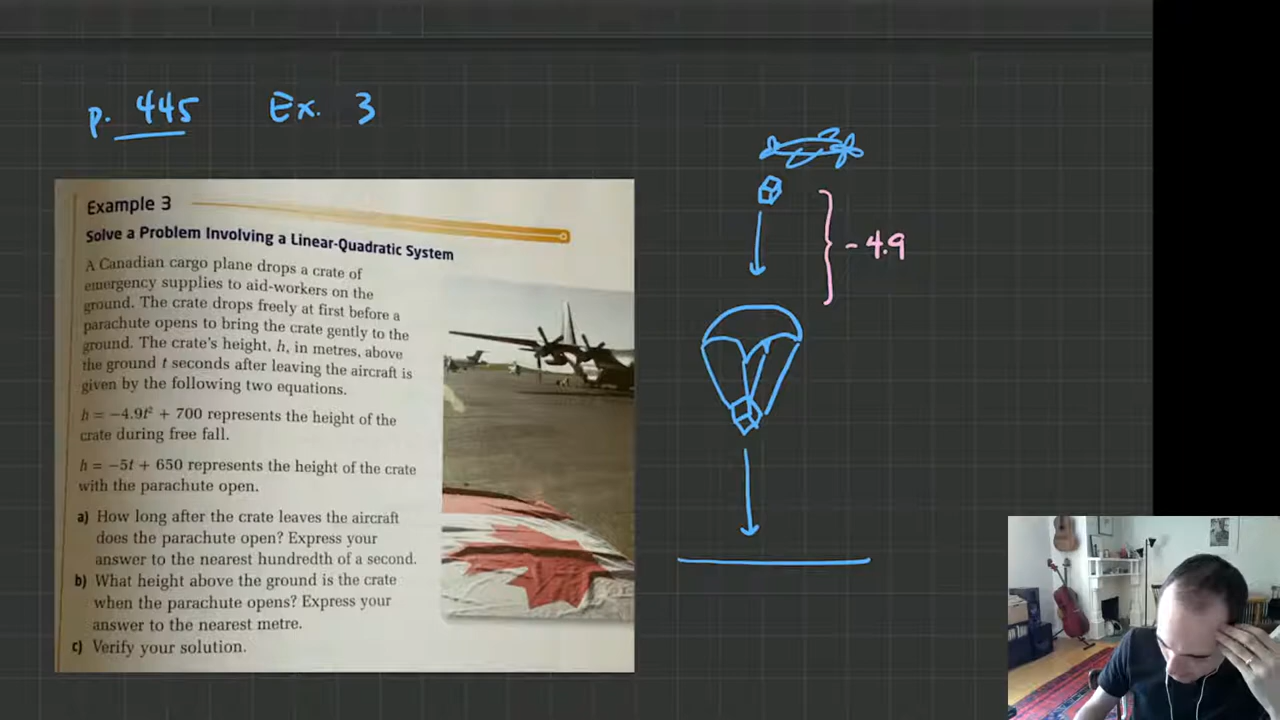 p. 445 Ex. 3
Example 3
Solve a Problem Involving a Linear-Quadratic System
A Canadian cargo plane drops a crate of
emergency supplies to aid-workers on the
ground. The crate drops freely at first before a
parachute opens to bring the crate gently to the
ground. The crate's height, h, in metres, above
the ground t seconds after leaving the aircraft is
given by the following two equations.
h = −4.9t² + 700 represents the height of the
crate during free fall.
h = −5t + 650 represents the height of the crate
with the parachute open.
a) How long after the crate leaves the aircraft
does the parachute open? Express your
answer to the nearest hundredth of a second.
b) What height above the ground is the crate
when the parachute opens? Express your
answer to the nearest metre.
c) Verify your solution.
-4.9